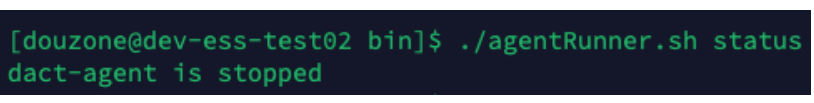 [douzone@dev-ess-test02 bin]$ ./agentRunner.sh status
dact-agent is stopped